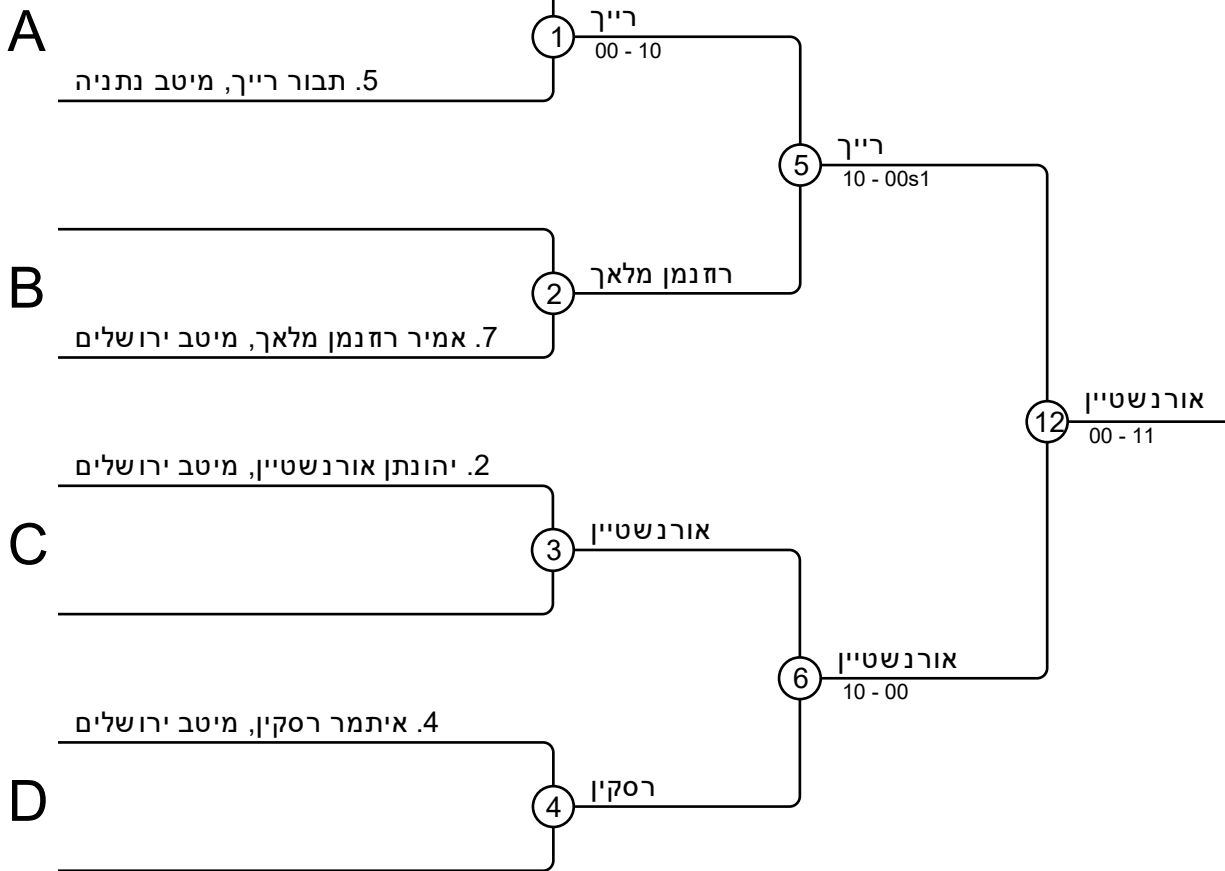 A
1
רייך
00 - 10
5. תבור רייך, מיטב נתניה
5
רייך
10 - 00s1
B
2
רוזנמן מלאך
7. אמיר רוזנמן מלאך, מיטב ירושלים
12
אורנשטיין
00 - 11
2. יהונתן אורנשטיין, מיטב ירושלים
C
3
אורנשטיין
6
אורנשטיין
10 - 00
4. איתמר רסקין, מיטב ירושלים
D
4
רסקין